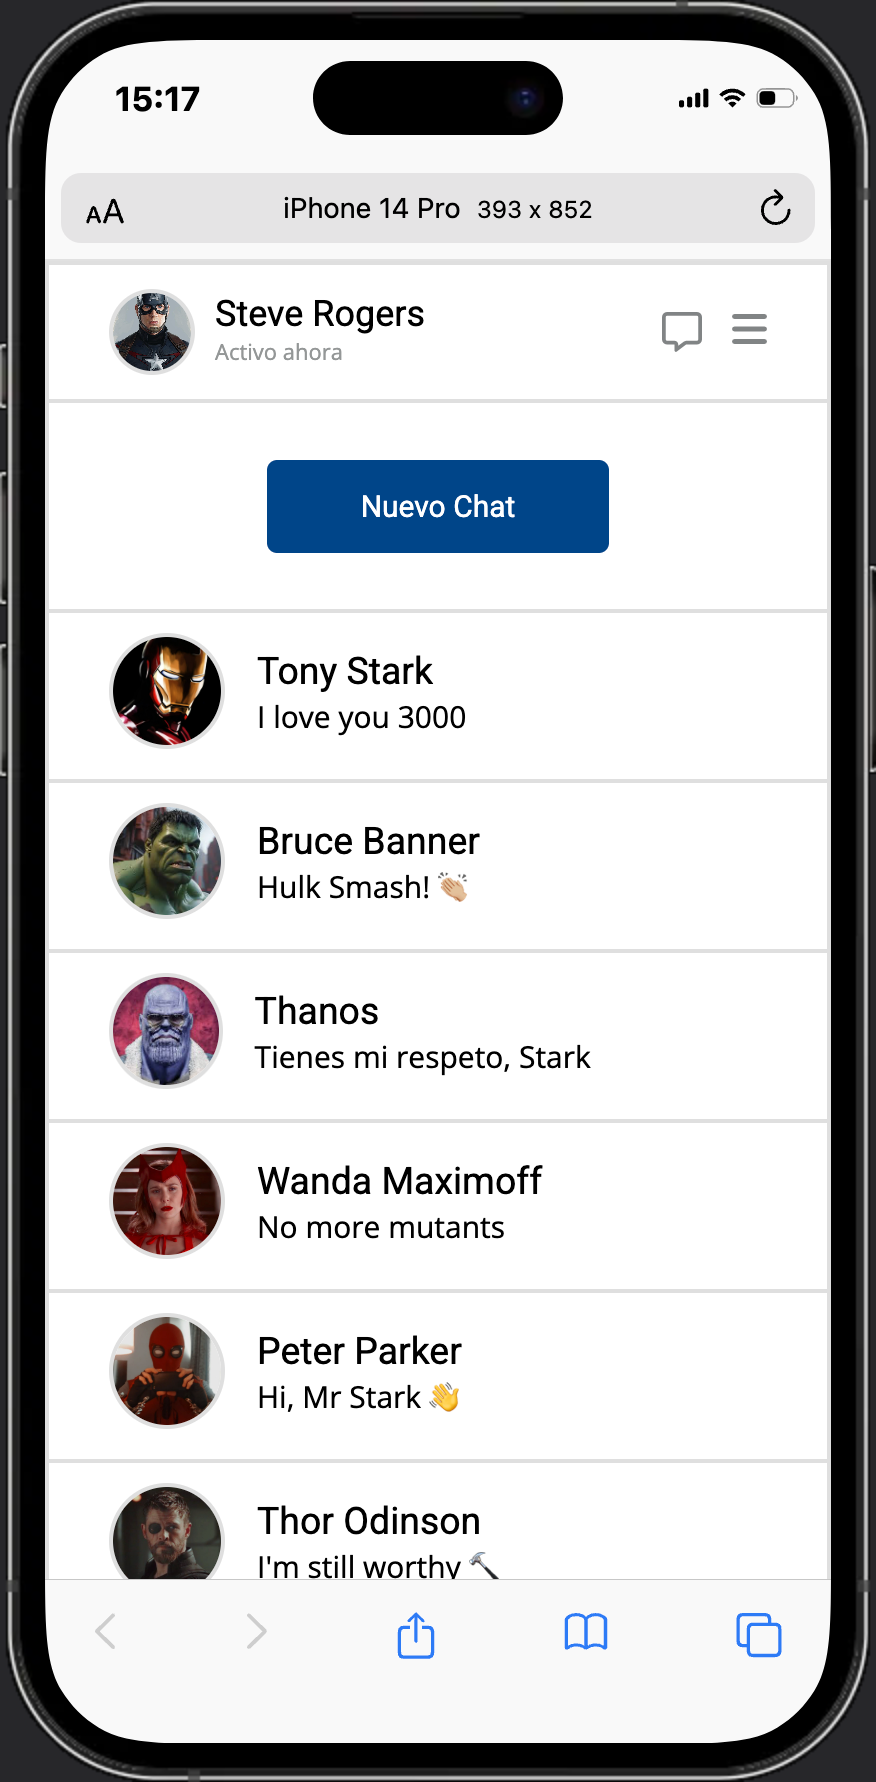 15:17
AA iPhone 14 Pro 393 x 852
Steve Rogers
Activo ahora
Nuevo Chat
Tony Stark
I love you 3000
Bruce Banner
Hulk Smash! 👏🏼
Thanos
Tienes mi respeto, Stark
Wanda Maximoff
No more mutants
Peter Parker
Hi, Mr Stark 👋
Thor Odinson
I'm still worthy 🔨